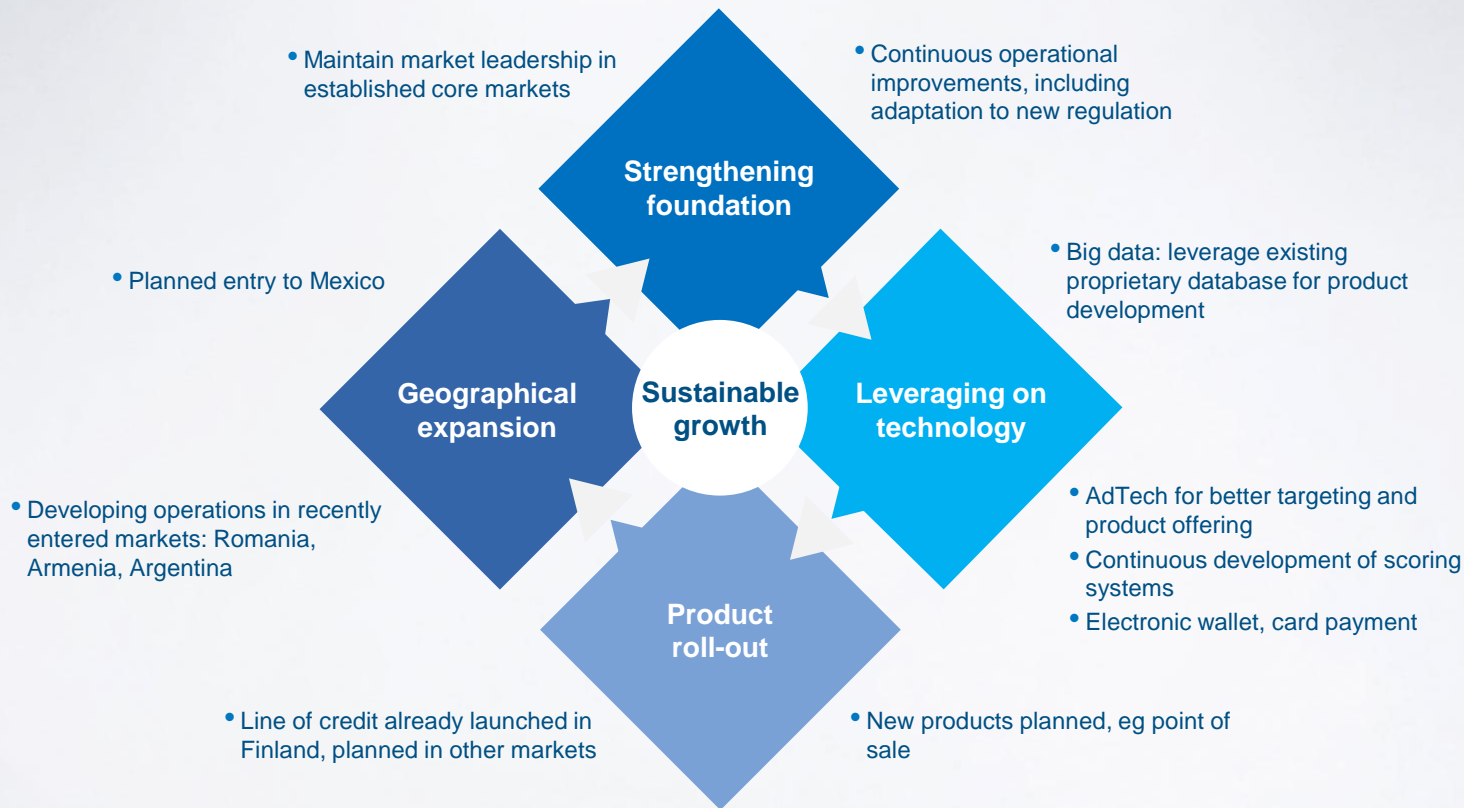 • Maintain market leadership in
established core markets
• Continuous operational
improvements, including
adaptation to new regulation
Strengthening
foundation
• Planned entry to Mexico
• Big data: leverage existing
proprietary database for product
development
Geographical
expansion
Sustainable
growth
Leveraging on
technology
• Developing operations in recently
entered markets: Romania,
Armenia, Argentina
• AdTech for better targeting and
product offering
• Continuous development of scoring
systems
• Electronic wallet, card payment
Product
roll-out
• Line of credit already launched in
Finland, planned in other markets
• New products planned, eg point of
sale